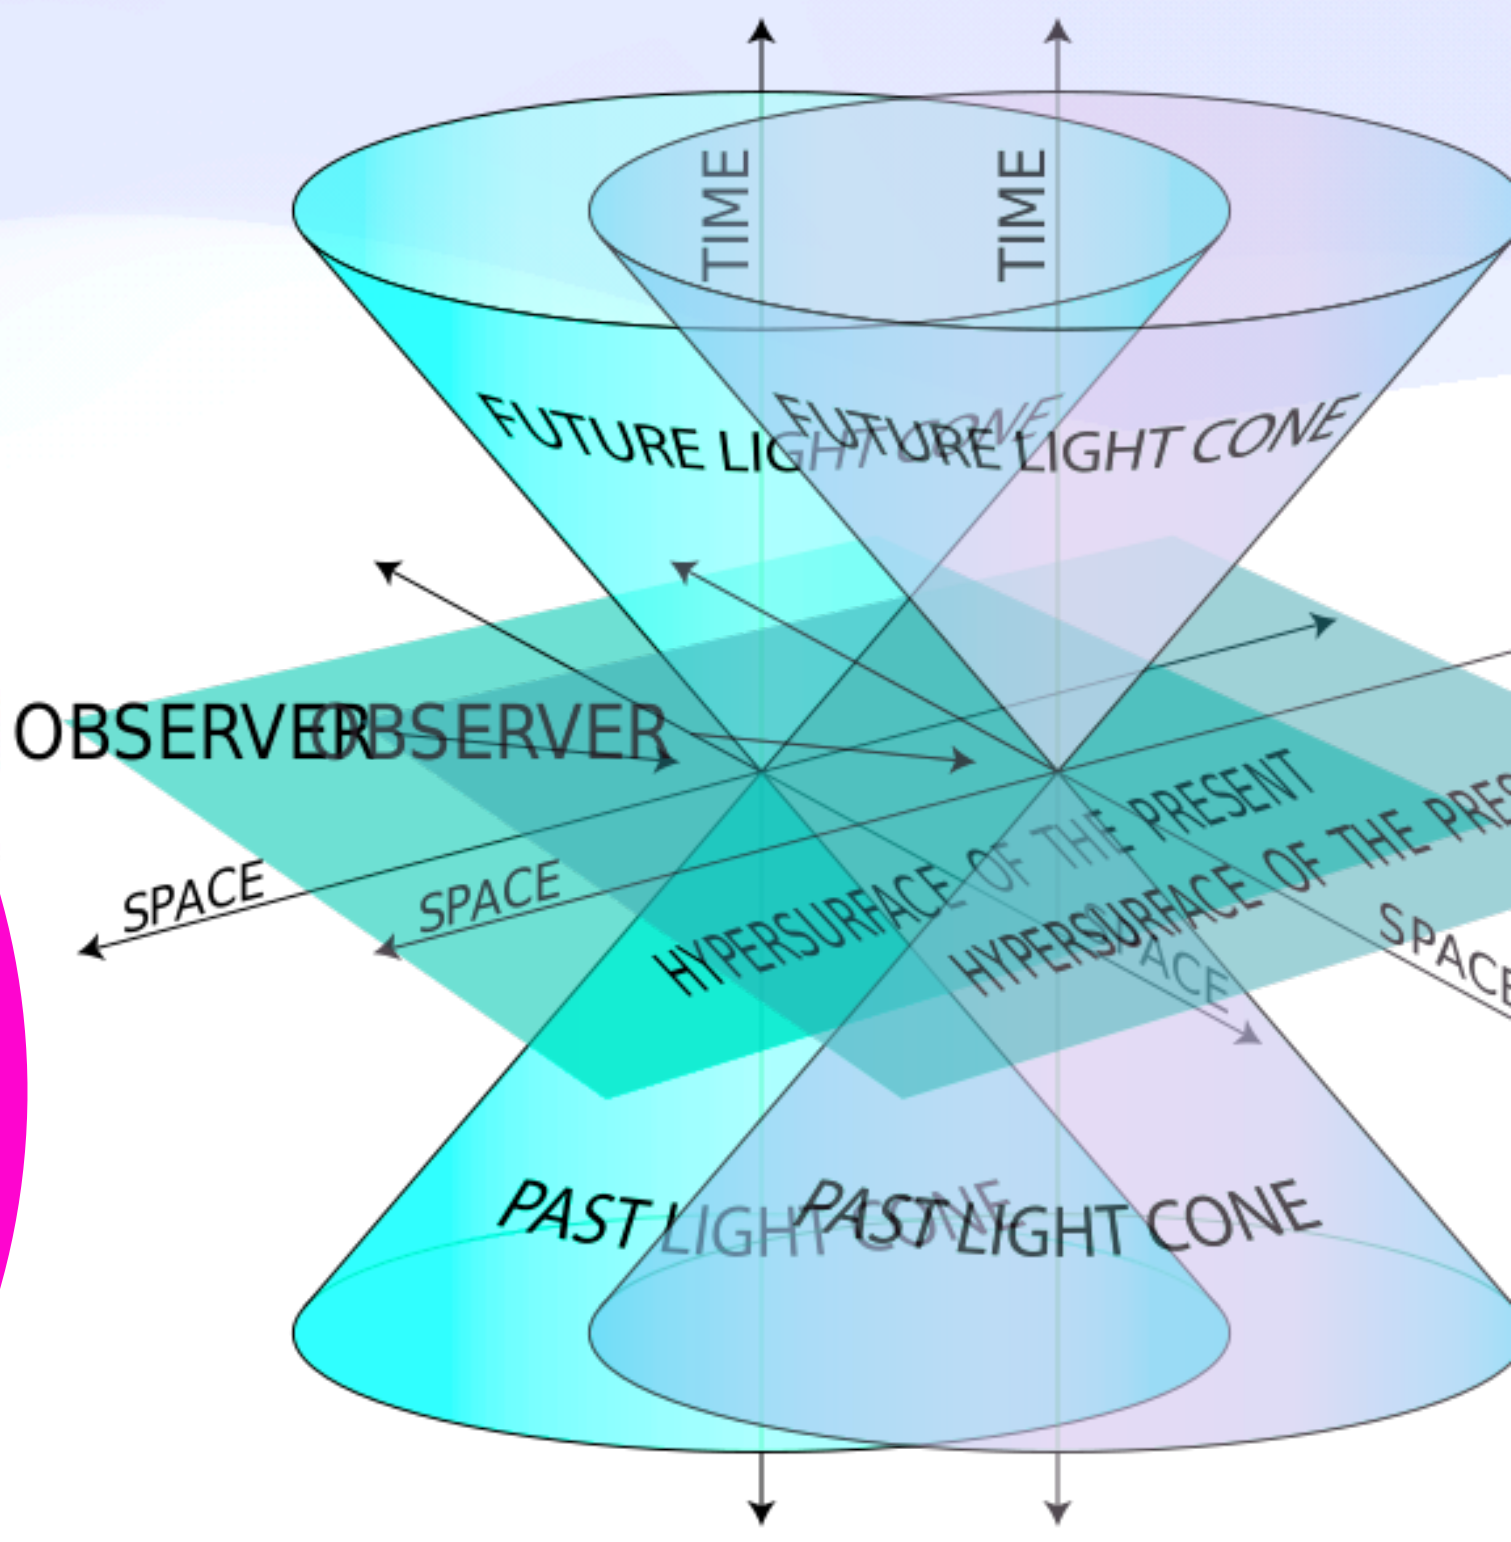 TIME
TIME
FUTURE LIGHT CONE
FUTURE LIGHT CONE
OBSERVER
OBSERVER
HYPERSURFACE OF THE PRESENT
HYPERSURFACE OF THE PRES
SPACE
SPACE
SPACE
SPACE
PAST LIGHT CONE
PAST LIGHT CONE